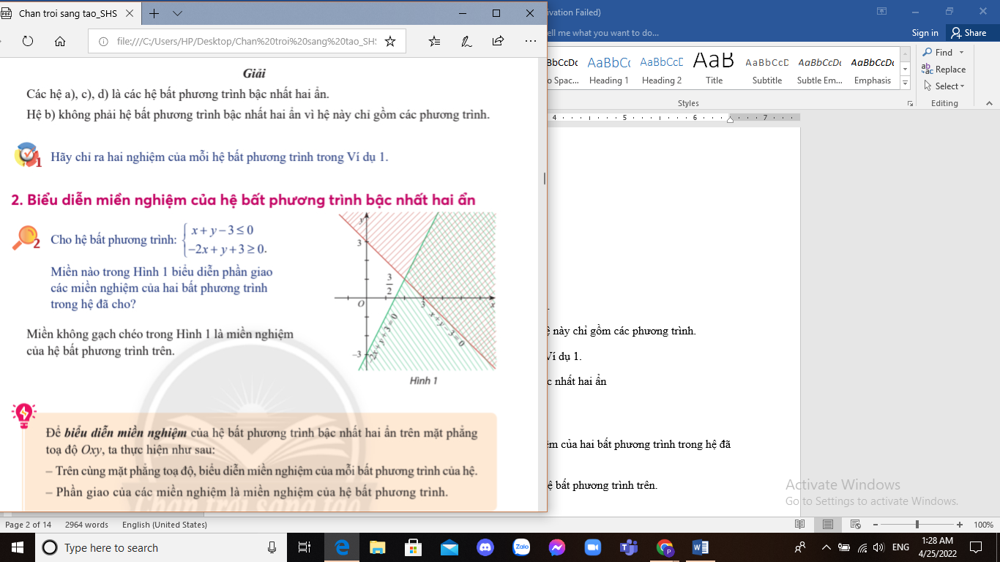 Chan troi sang tao_SHS
file:///C:/Users/HP/Desktop/Chan%20troi%20sang%20tao_SHS
Giải
Các hệ a), c), d) là các hệ bất phương trình bậc nhất hai ẩn.
Hệ b) không phải hệ bất phương trình bậc nhất hai ẩn vì hệ này chỉ gồm các phương trình.
1 Hãy chỉ ra hai nghiệm của mỗi hệ bất phương trình trong Ví dụ 1.
2. Biểu diễn miền nghiệm của hệ bất phương trình bậc nhất hai ẩn
2 Cho hệ bất phương trình: { x + y − 3 ≤ 0
−2x + y + 3 ≥ 0.
Miền nào trong Hình 1 biểu diễn phần giao
các miền nghiệm của hai bất phương trình
trong hệ đã cho?
Miền không gạch chéo trong Hình 1 là miền nghiệm
của hệ bất phương trình trên.
y
3
3/2
O
3
x
−3
−2x + y + 3 = 0
x + y − 3 = 0
Hình 1
Để biểu diễn miền nghiệm của hệ bất phương trình bậc nhất hai ẩn trên mặt phẳng
toạ độ Oxy, ta thực hiện như sau:
– Trên cùng mặt phẳng toạ độ, biểu diễn miền nghiệm của mỗi bất phương trình của hệ.
– Phần giao của các miền nghiệm là miền nghiệm của hệ bất phương trình.
Chân trời sáng tạo
vation Failed)
ell me what you want to do...
Sign in
Share
BbCcDc AaBbC AaBbCcD AaB AaBbCcD AaBbCcDc AaBbCcDc
o Spac... Heading 1 Heading 2 Title Subtitle Subtle Em... Emphasis
Styles
Find
Replace
Select
Editing
4 5 6 7
ệ này chỉ gồm các phương trình.
Ví dụ 1.
c nhất hai ẩn
ệm của hai bất phương trình trong hệ đã
ệ bất phương trình trên.
Activate Windows
Go to Settings to activate Windows.
Page 2 of 14 2964 words English (United States)
100%
Type here to search
Zalo
ENG
1:28 AM
4/25/2022